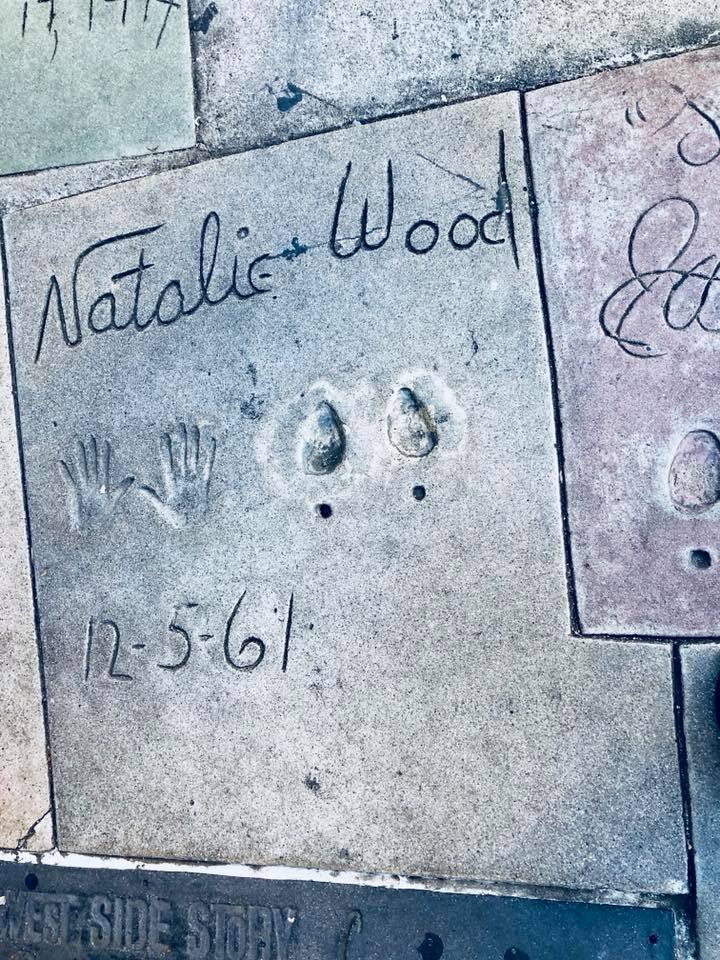 Natalie Wood
12-5-61
WEST SIDE STORY